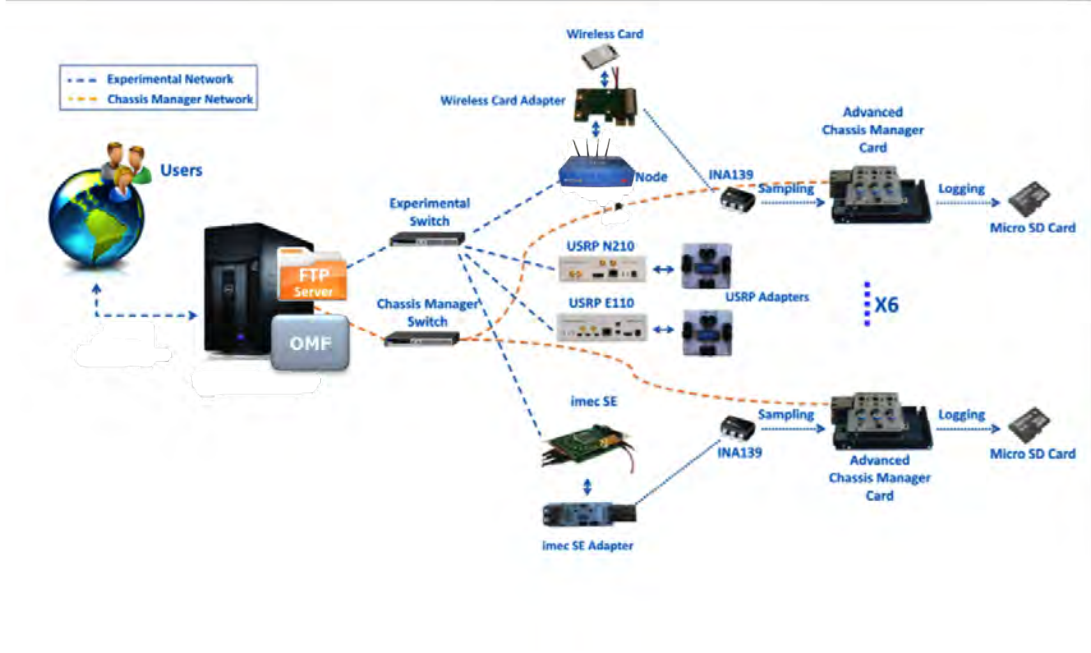 Wireless Card
Experimental Network
Chassis Manager Network
Wireless Card Adapter
Advanced
Chassis Manager
Card
Users
Node
INA139
Sampling
Logging
Micro SD Card
Experimental
Switch
USRP N210
FTP
Server
USRP Adapters
Chassis Manager
Switch
USRP E110
X6
OMF
imec SE
Sampling
Logging
INA139
Micro SD Card
Advanced
Chassis Manager
Card
imec SE Adapter